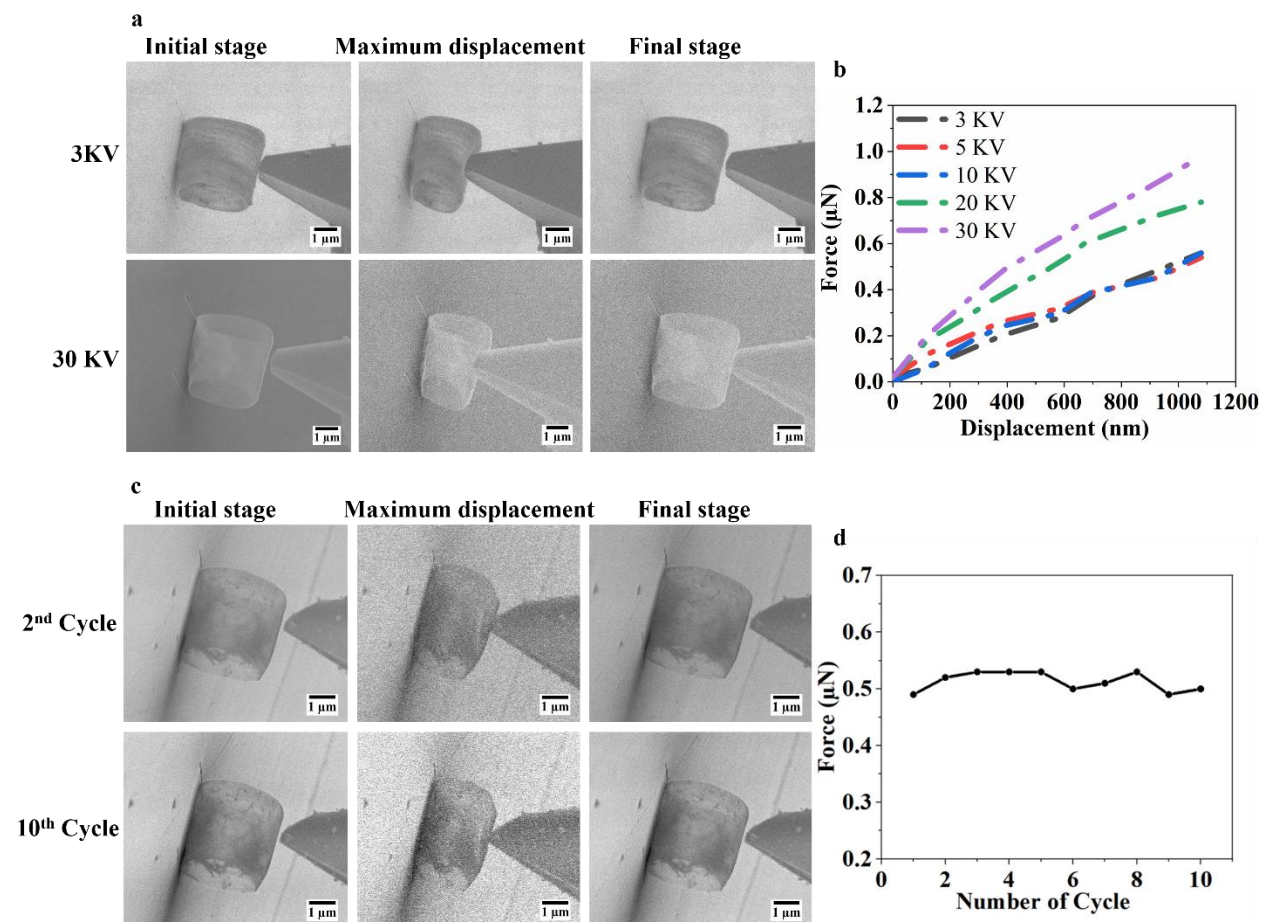 a
Initial stage Maximum displacement Final stage
3KV
1 µm 1 µm 1 µm
30 KV
1 µm 1 µm 1 µm
b
1.2
1.0
0.8
0.6
0.4
0.2
0.0
Force (µN)
3 KV
5 KV
10 KV
20 KV
30 KV
0 200 400 600 800 1000 1200
Displacement (nm)
c
Initial stage Maximum displacement Final stage
2nd Cycle
1 µm 1 µm 1 µm
10th Cycle
1 µm 1 µm 1 µm
d
0.7
0.6
0.5
0.4
0.3
0.2
Force (µN)
0 2 4 6 8 10
Number of Cycle